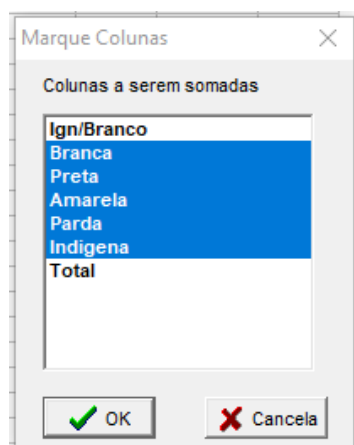 Marque Colunas
Colunas a serem somadas
Ign/Branco
Branca
Preta
Amarela
Parda
Indigena
Total
OK Cancela